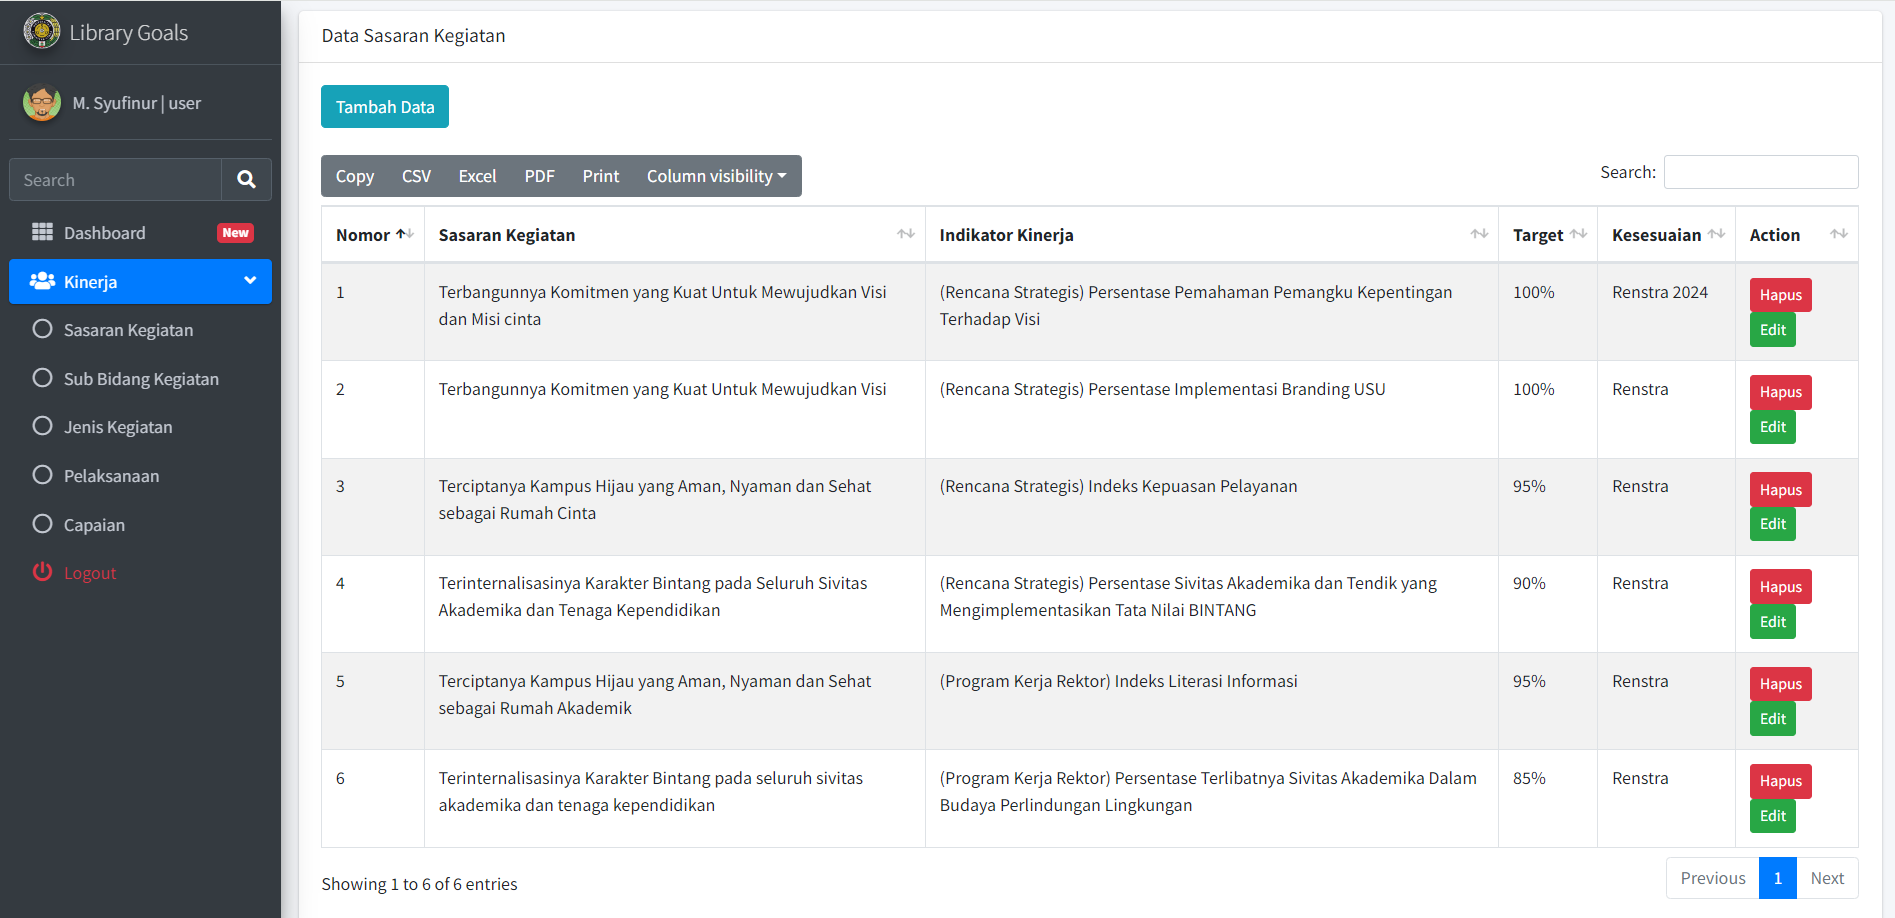 Library Goals
M. Syufinur | user
Search
Dashboard New
Kinerja
Sasaran Kegiatan
Sub Bidang Kegiatan
Jenis Kegiatan
Pelaksanaan
Capaian
Logout
Data Sasaran Kegiatan
Tambah Data
Copy CSV Excel PDF Print Column visibility
Search:
Nomor Sasaran Kegiatan Indikator Kinerja Target Kesesuaian Action
1 Terbangunnya Komitmen yang Kuat Untuk Mewujudkan Visi (Rencana Strategis) Persentase Pemahaman Pemangku Kepentingan 100% Renstra 2024 Hapus
dan Misi cinta Terhadap Visi
Edit
2 Terbangunnya Komitmen yang Kuat Untuk Mewujudkan Visi (Rencana Strategis) Persentase Implementasi Branding USU 100% Renstra Hapus
Edit
3 Terciptanya Kampus Hijau yang Aman, Nyaman dan Sehat (Rencana Strategis) Indeks Kepuasan Pelayanan 95% Renstra Hapus
sebagai Rumah Cinta
Edit
4 Terinternalisasinya Karakter Bintang pada Seluruh Sivitas (Rencana Strategis) Persentase Sivitas Akademika dan Tendik yang 90% Renstra Hapus
Akademika dan Tenaga Kependidikan Mengimplementasikan Tata Nilai BINTANG
Edit
5 Terciptanya Kampus Hijau yang Aman, Nyaman dan Sehat (Program Kerja Rektor) Indeks Literasi Informasi 95% Renstra Hapus
sebagai Rumah Akademik
Edit
6 Terinternalisasinya Karakter Bintang pada seluruh sivitas (Program Kerja Rektor) Persentase Terlibatnya Sivitas Akademika Dalam 85% Renstra Hapus
akademika dan tenaga kependidikan Budaya Perlindungan Lingkungan
Edit
Showing 1 to 6 of 6 entries
Previous 1 Next